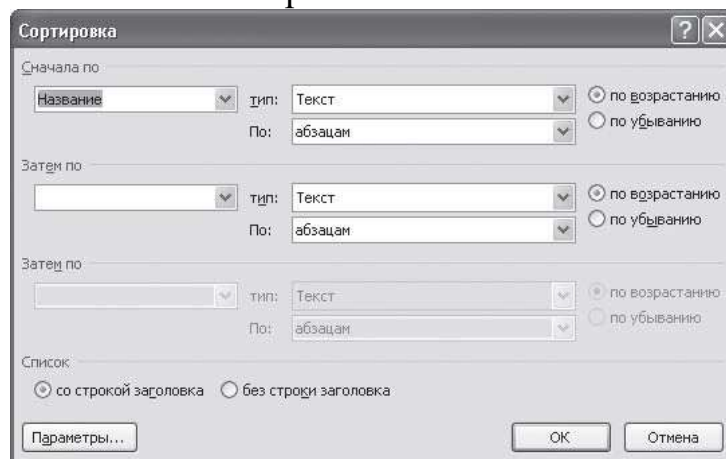 Сортировка
Сначала по
Название тип: Текст по возрастанию
По: абзацам по убыванию
Затем по
тип: Текст по возрастанию
По: абзацам по убыванию
Затем по
тип: Текст по возрастанию
По: абзацам по убыванию
Список
со строкой заголовка без строки заголовка
Параметры... ОК Отмена